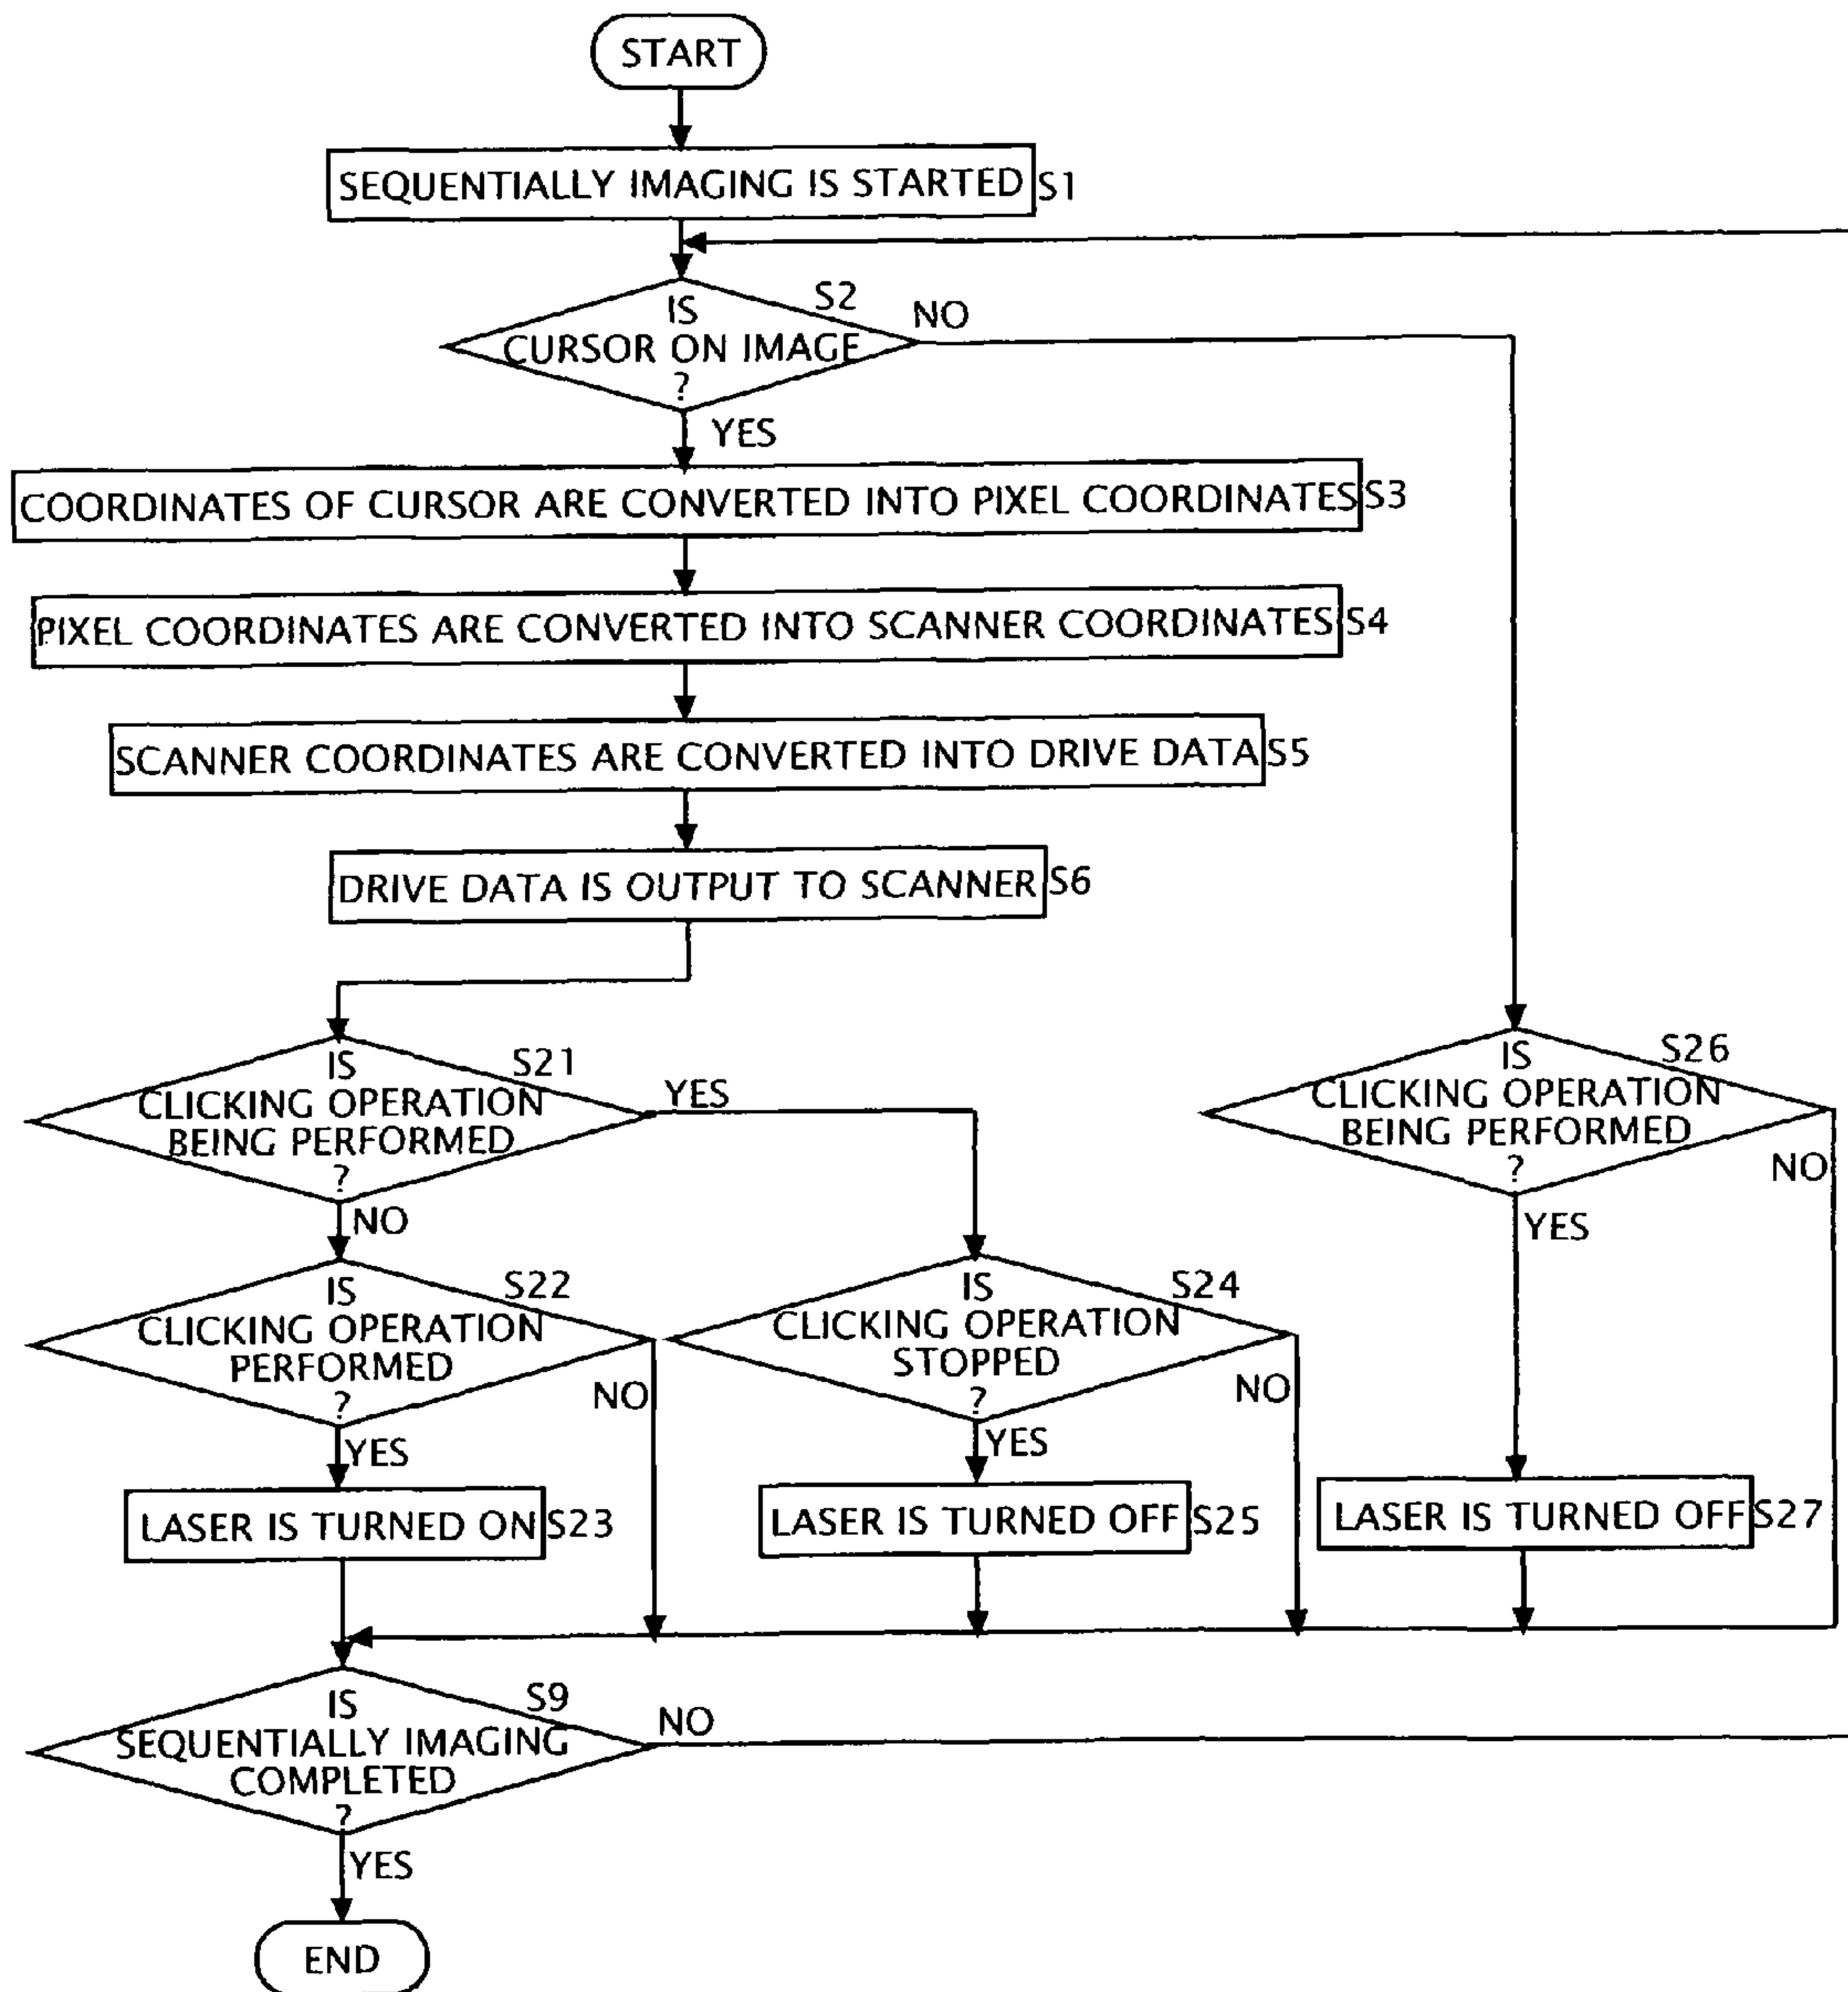 START
SEQUENTIALLY IMAGING IS STARTED S1
S2
IS
CURSOR ON IMAGE
?
NO
YES
COORDINATES OF CURSOR ARE CONVERTED INTO PIXEL COORDINATES S3
PIXEL COORDINATES ARE CONVERTED INTO SCANNER COORDINATES S4
SCANNER COORDINATES ARE CONVERTED INTO DRIVE DATA S5
DRIVE DATA IS OUTPUT TO SCANNER S6
S21
IS
CLICKING OPERATION
BEING PERFORMED
?
YES
NO
S26
IS
CLICKING OPERATION
BEING PERFORMED
?
NO
YES
S22
IS
CLICKING OPERATION
PERFORMED
?
NO
YES
S24
IS
CLICKING OPERATION
STOPPED
?
NO
YES
LASER IS TURNED ON S23
LASER IS TURNED OFF S25
LASER IS TURNED OFF S27
S9
IS
SEQUENTIALLY IMAGING
COMPLETED
?
NO
YES
END